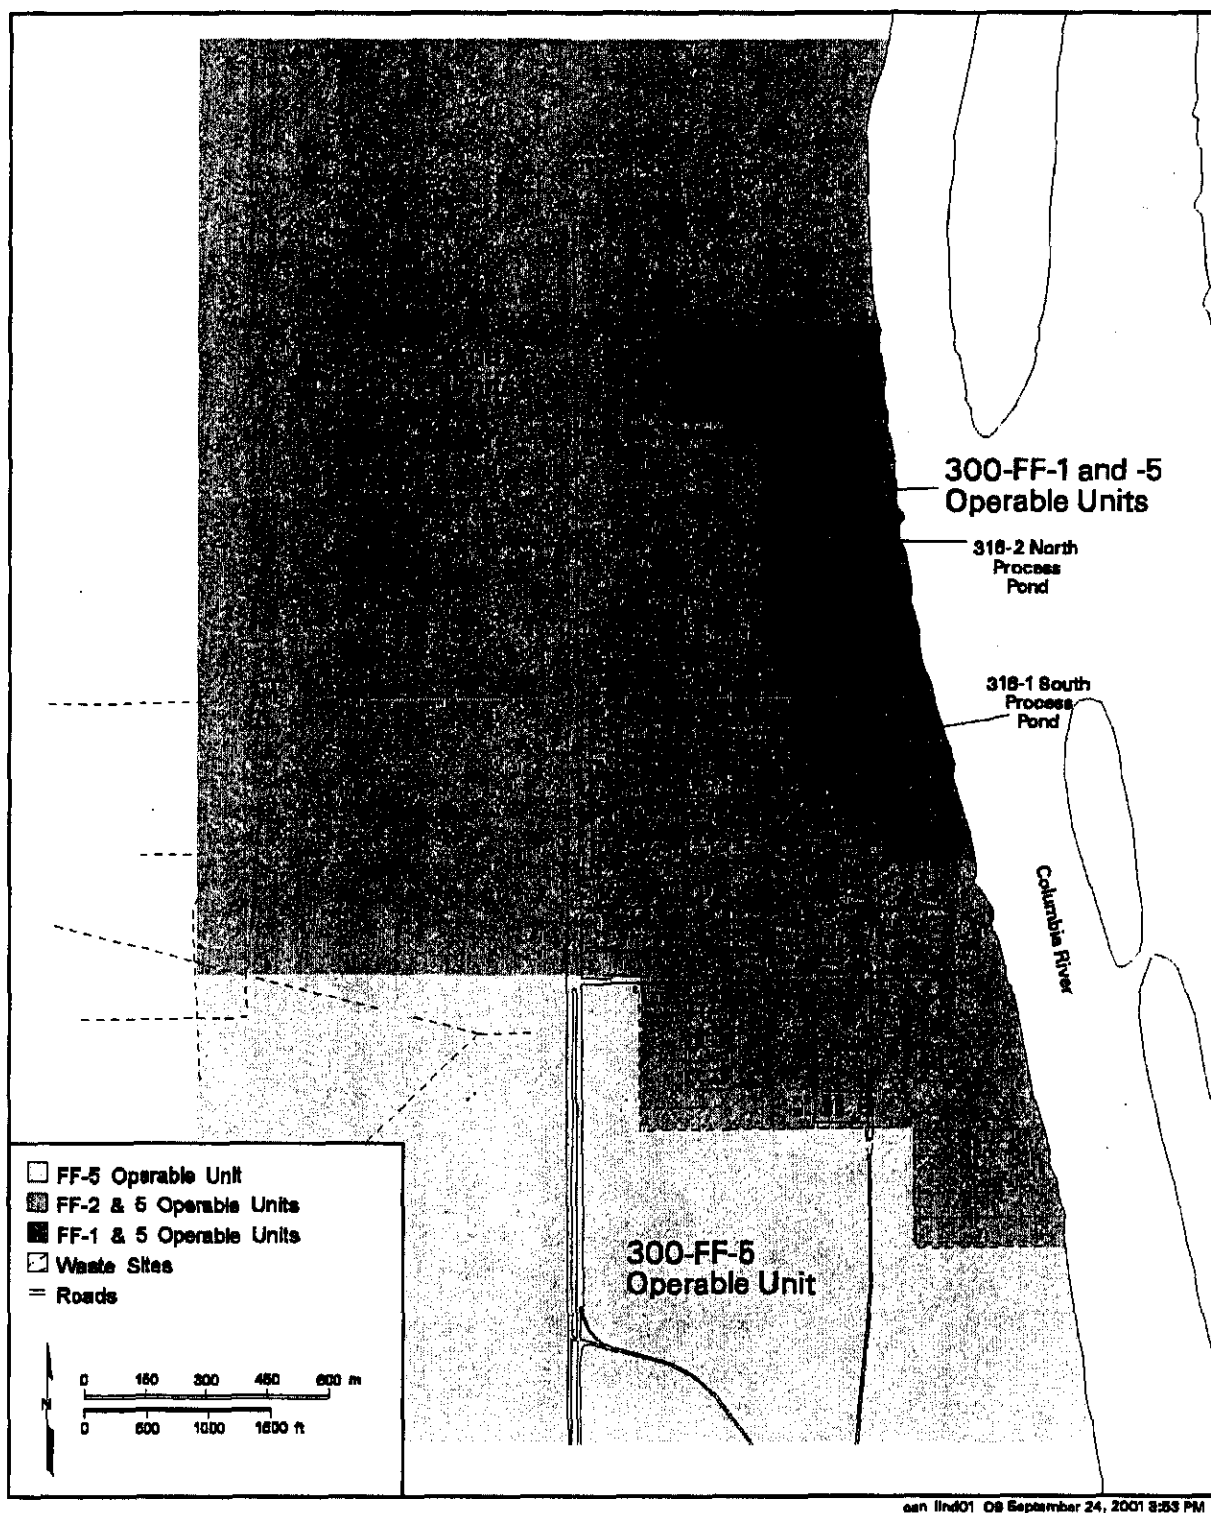 300-FF-1 and -5
Operable Units
316-2 North
Process
Pond
316-1 South
Process
Pond
Columbia River
FF-5 Operable Unit
FF-2 & 5 Operable Units
FF-1 & 5 Operable Units
Waste Sites
= Roads
300-FF-5
Operable Unit
0 150 300 450 600 m
N
0 500 1000 1500 ft
can lind01 09 September 24, 2001 3:53 PM